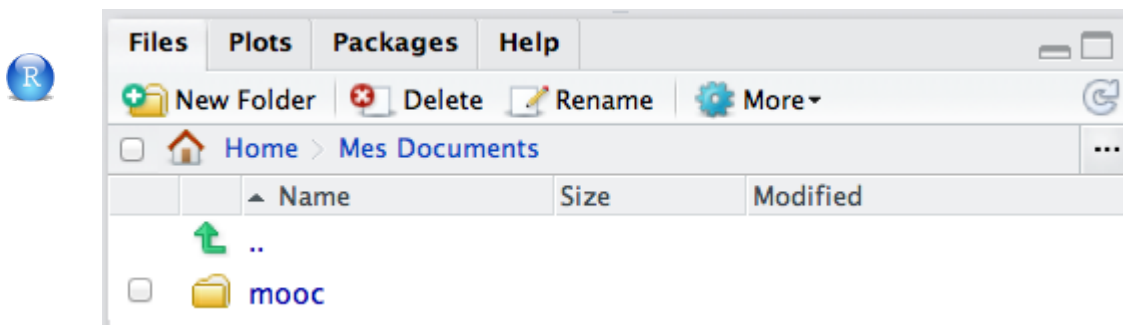 Files Plots Packages Help
R
New Folder Delete Rename More
Home > Mes Documents ...
Name Size Modified
..
mooc